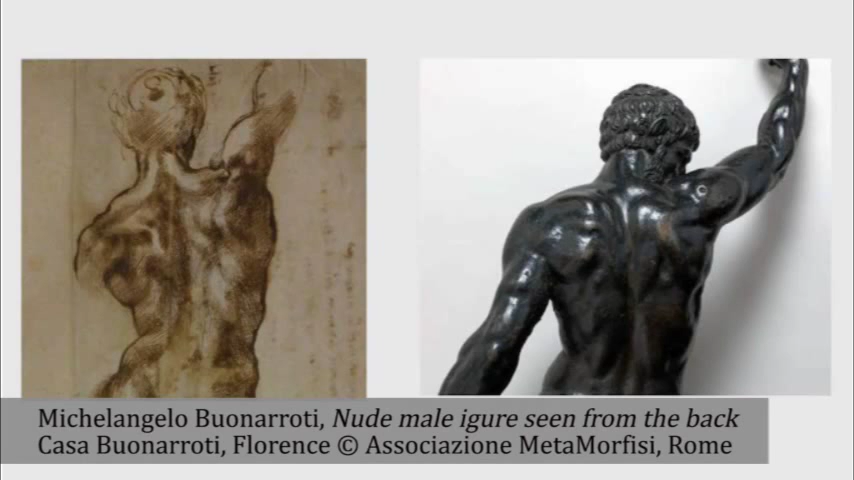 Michelangelo Buonarroti, Nude male igure seen from the back
Casa Buonarroti, Florence © Associazione MetaMorfisi, Rome